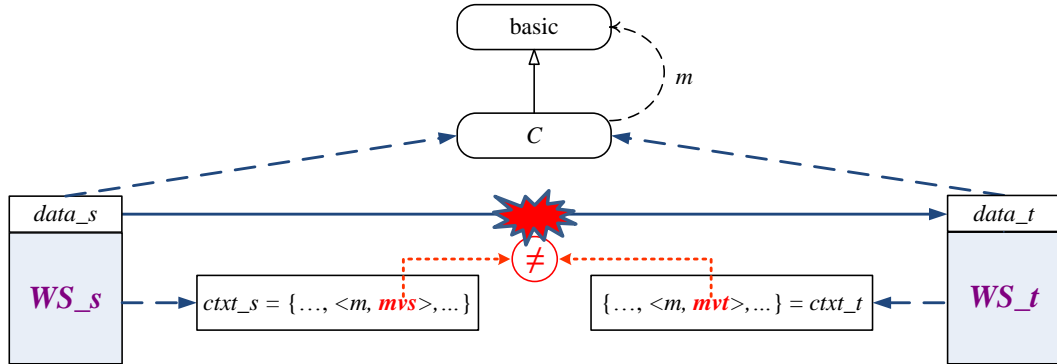 basic
m
C
data_s
data_t
≠
WS_s
ctxt_s = {…, <m, mvs>,...}
{…, <m, mvt>,...} = ctxt_t
WS_t